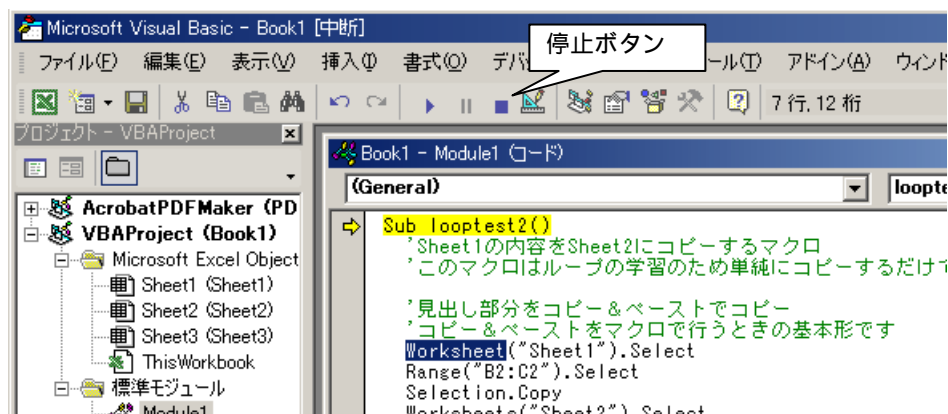 Microsoft Visual Basic - Book1 [中断]
停止ボタン
ファイル(F) 編集(E) 表示(V) 挿入(I) 書式(O) デバ ール(T) アドイン(A) ウィンド
7 行, 12 桁
プロジェクト - VBAProject
AcrobatPDFMaker (PD
VBAProject (Book1)
Microsoft Excel Object
Sheet1 (Sheet1)
Sheet2 (Sheet2)
Sheet3 (Sheet3)
ThisWorkbook
標準モジュール
Module1
Book1 - Module1 (コード)
(General)
loopte
Sub looptest2()
'Sheet1の内容をSheet2にコピーするマクロ
'このマクロはループの学習のため単純にコピーするだけで
'見出し部分をコピー＆ペーストでコピー
'コピー＆ペーストをマクロで行うときの基本形です
Worksheet("Sheet1").Select
Range("B2:C2").Select
Selection.Copy
Worksheets("Sheet2").Select